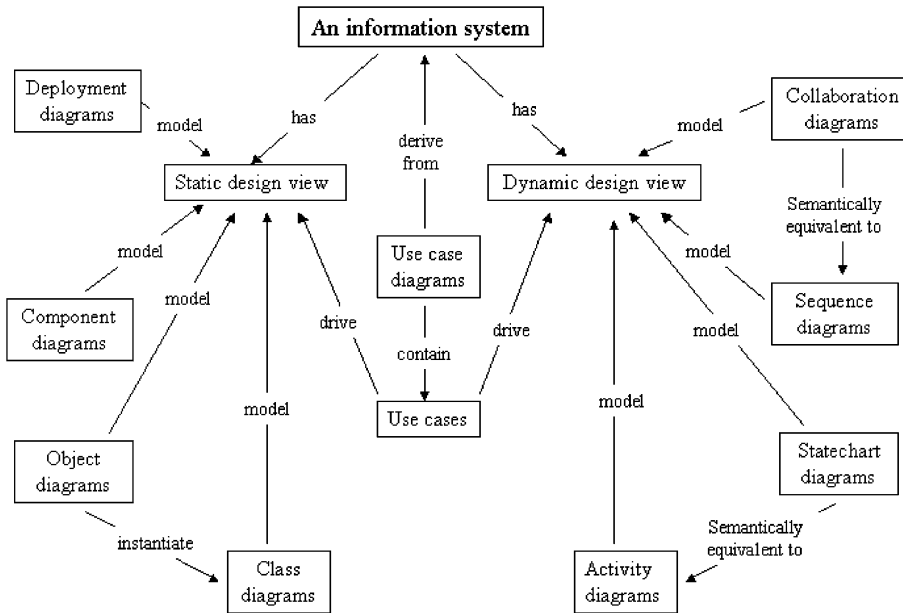 An information system
Deployment
diagrams
Collaboration
diagrams
has
has
model
model
derive
from
Static design view
Dynamic design view
Semantically
equivalent to
model
Use case
diagrams
model
model
Component
diagrams
Sequence
diagrams
drive
drive
model
contain
model
Use cases
model
Object
diagrams
Statechart
diagrams
instantiate
Semantically
equivalent to
Class
diagrams
Activity
diagrams